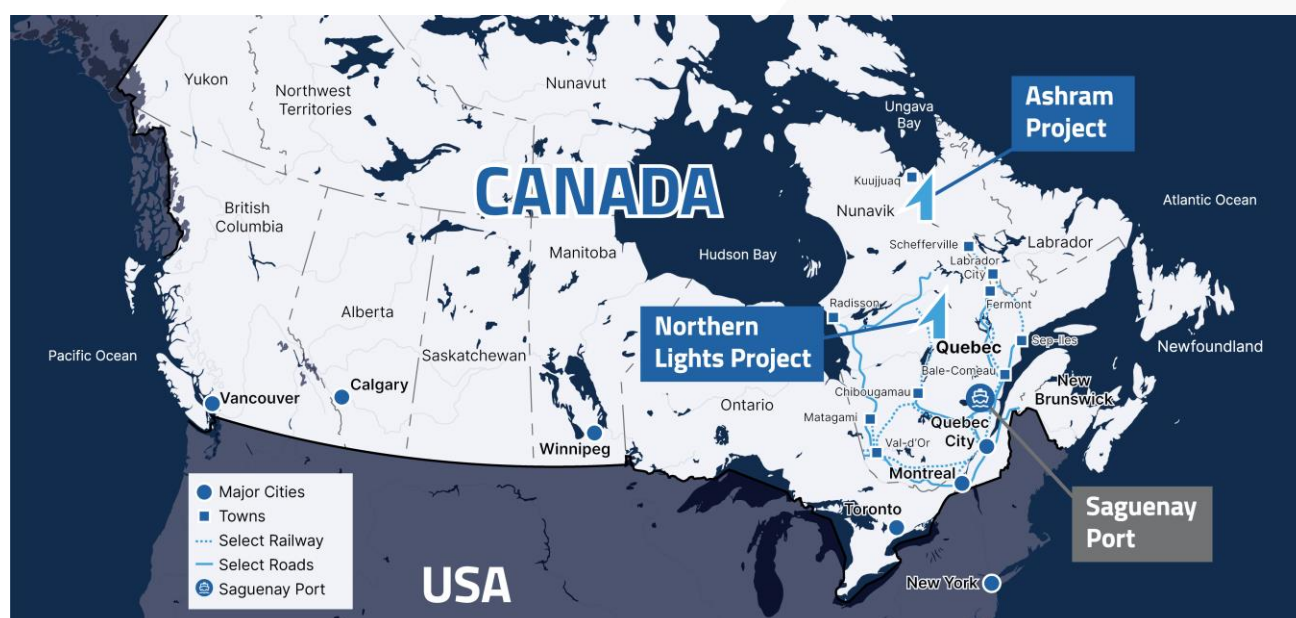 Yukon
Northwest
Territories
Nunavut
Ungava
Bay
Ashram
Project
CANADA
Kuujjuaq
Nunavik
Atlantic Ocean
British
Columbia
Manitoba
Hudson Bay
Schefferville
Labrador
Labrador
City
Fermont
Radisson
Alberta
Saskatchewan
Northern
Lights Project
Quebec
Sep-Iles
Newfoundland
Pacific Ocean
Bale-Comeau
Calgary
Vancouver
Ontario
Chibougamau
New
Brunswick
Matagami
Quebec
City
Winnipeg
Val-d'Or
Montreal
Major Cities
Towns
Select Railway
Select Roads
Saguenay Port
Toronto
Saguenay
Port
USA
New York